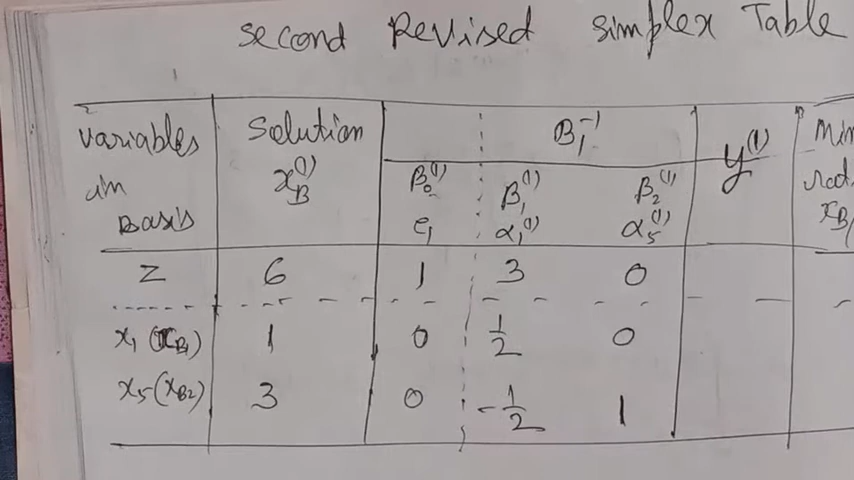 Second Revised Simplex Table
Variables in Basis | Solution x_B^(1) | B_1^-1 | y^(1) | Min
β_0^(1) | β_1^(1) | β_2^(1)
e_1 | α_1^(1) | α_5^(1) | x_B/
Z | 6 | 1 | 3 | 0
x_1 (x_B1) | 1 | 0 | 1/2 | 0
x_5 (x_B2) | 3 | 0 | -1/2 | 1